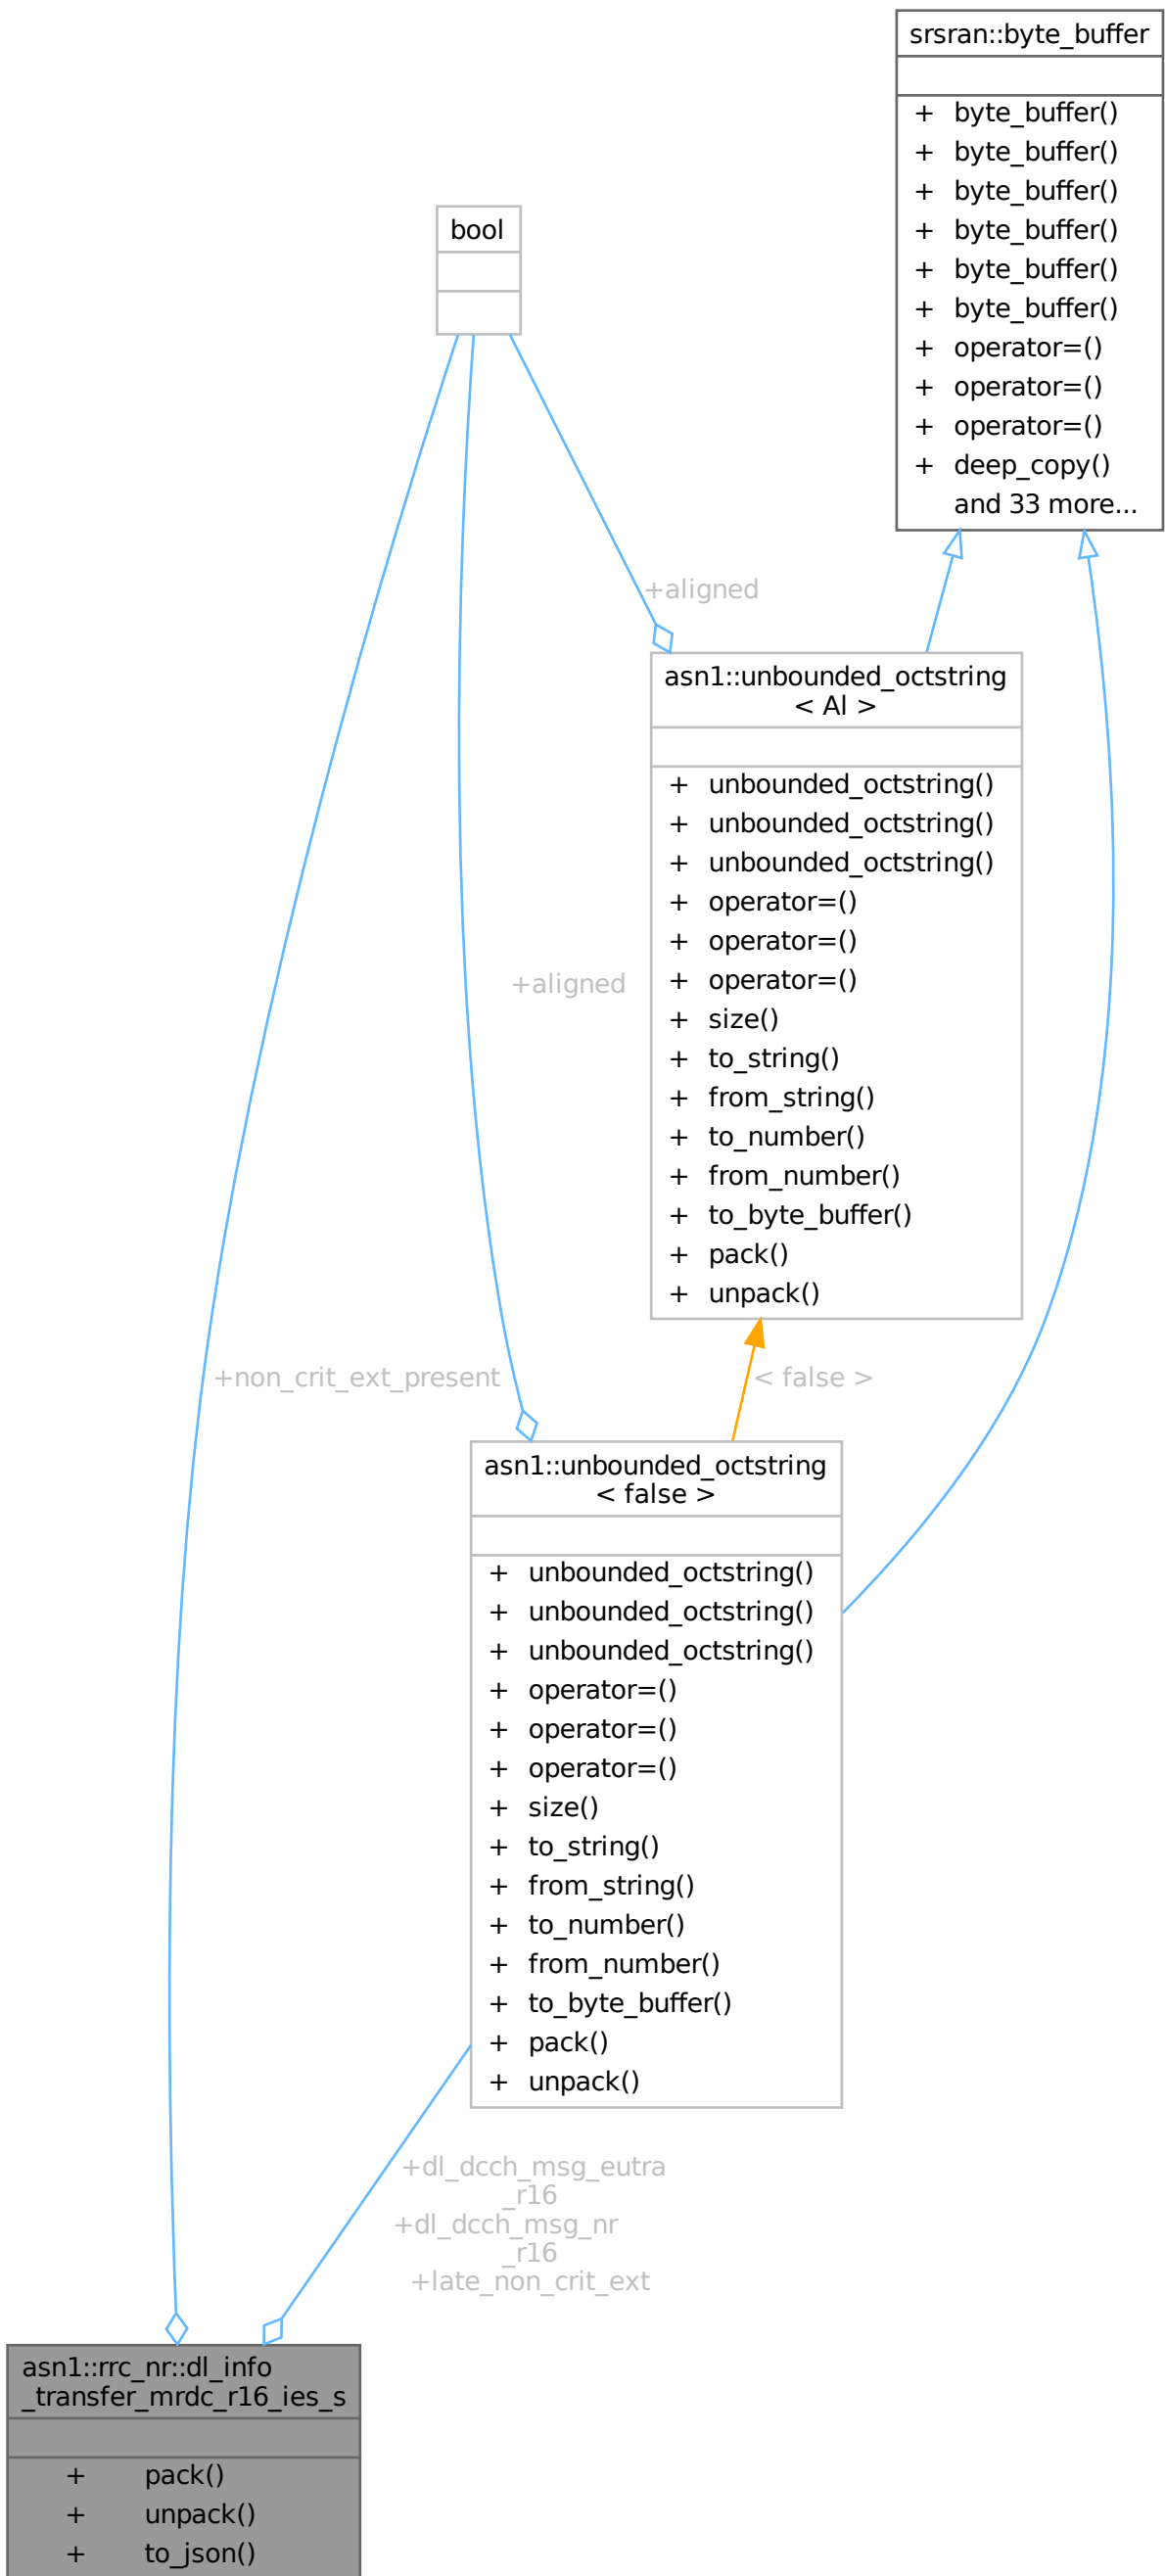 srsran::byte_buffer
+ byte_buffer()
+ byte_buffer()
+ byte_buffer()
+ byte_buffer()
+ byte_buffer()
+ byte_buffer()
+ operator=()
+ operator=()
+ operator=()
+ deep_copy()
and 33 more...
bool
+aligned
asn1::unbounded_octstring
< Al >
+ unbounded_octstring()
+ unbounded_octstring()
+ unbounded_octstring()
+ operator=()
+ operator=()
+ operator=()
+ size()
+ to_string()
+ from_string()
+ to_number()
+ from_number()
+ to_byte_buffer()
+ pack()
+ unpack()
+aligned
+non_crit_ext_present
< false >
asn1::unbounded_octstring
< false >
+ unbounded_octstring()
+ unbounded_octstring()
+ unbounded_octstring()
+ operator=()
+ operator=()
+ operator=()
+ size()
+ to_string()
+ from_string()
+ to_number()
+ from_number()
+ to_byte_buffer()
+ pack()
+ unpack()
+dl_dcch_msg_eutra
_r16
+dl_dcch_msg_nr
_r16
+late_non_crit_ext
asn1::rrc_nr::dl_info
_transfer_mrdc_r16_ies_s
+ pack()
+ unpack()
+ to_json()